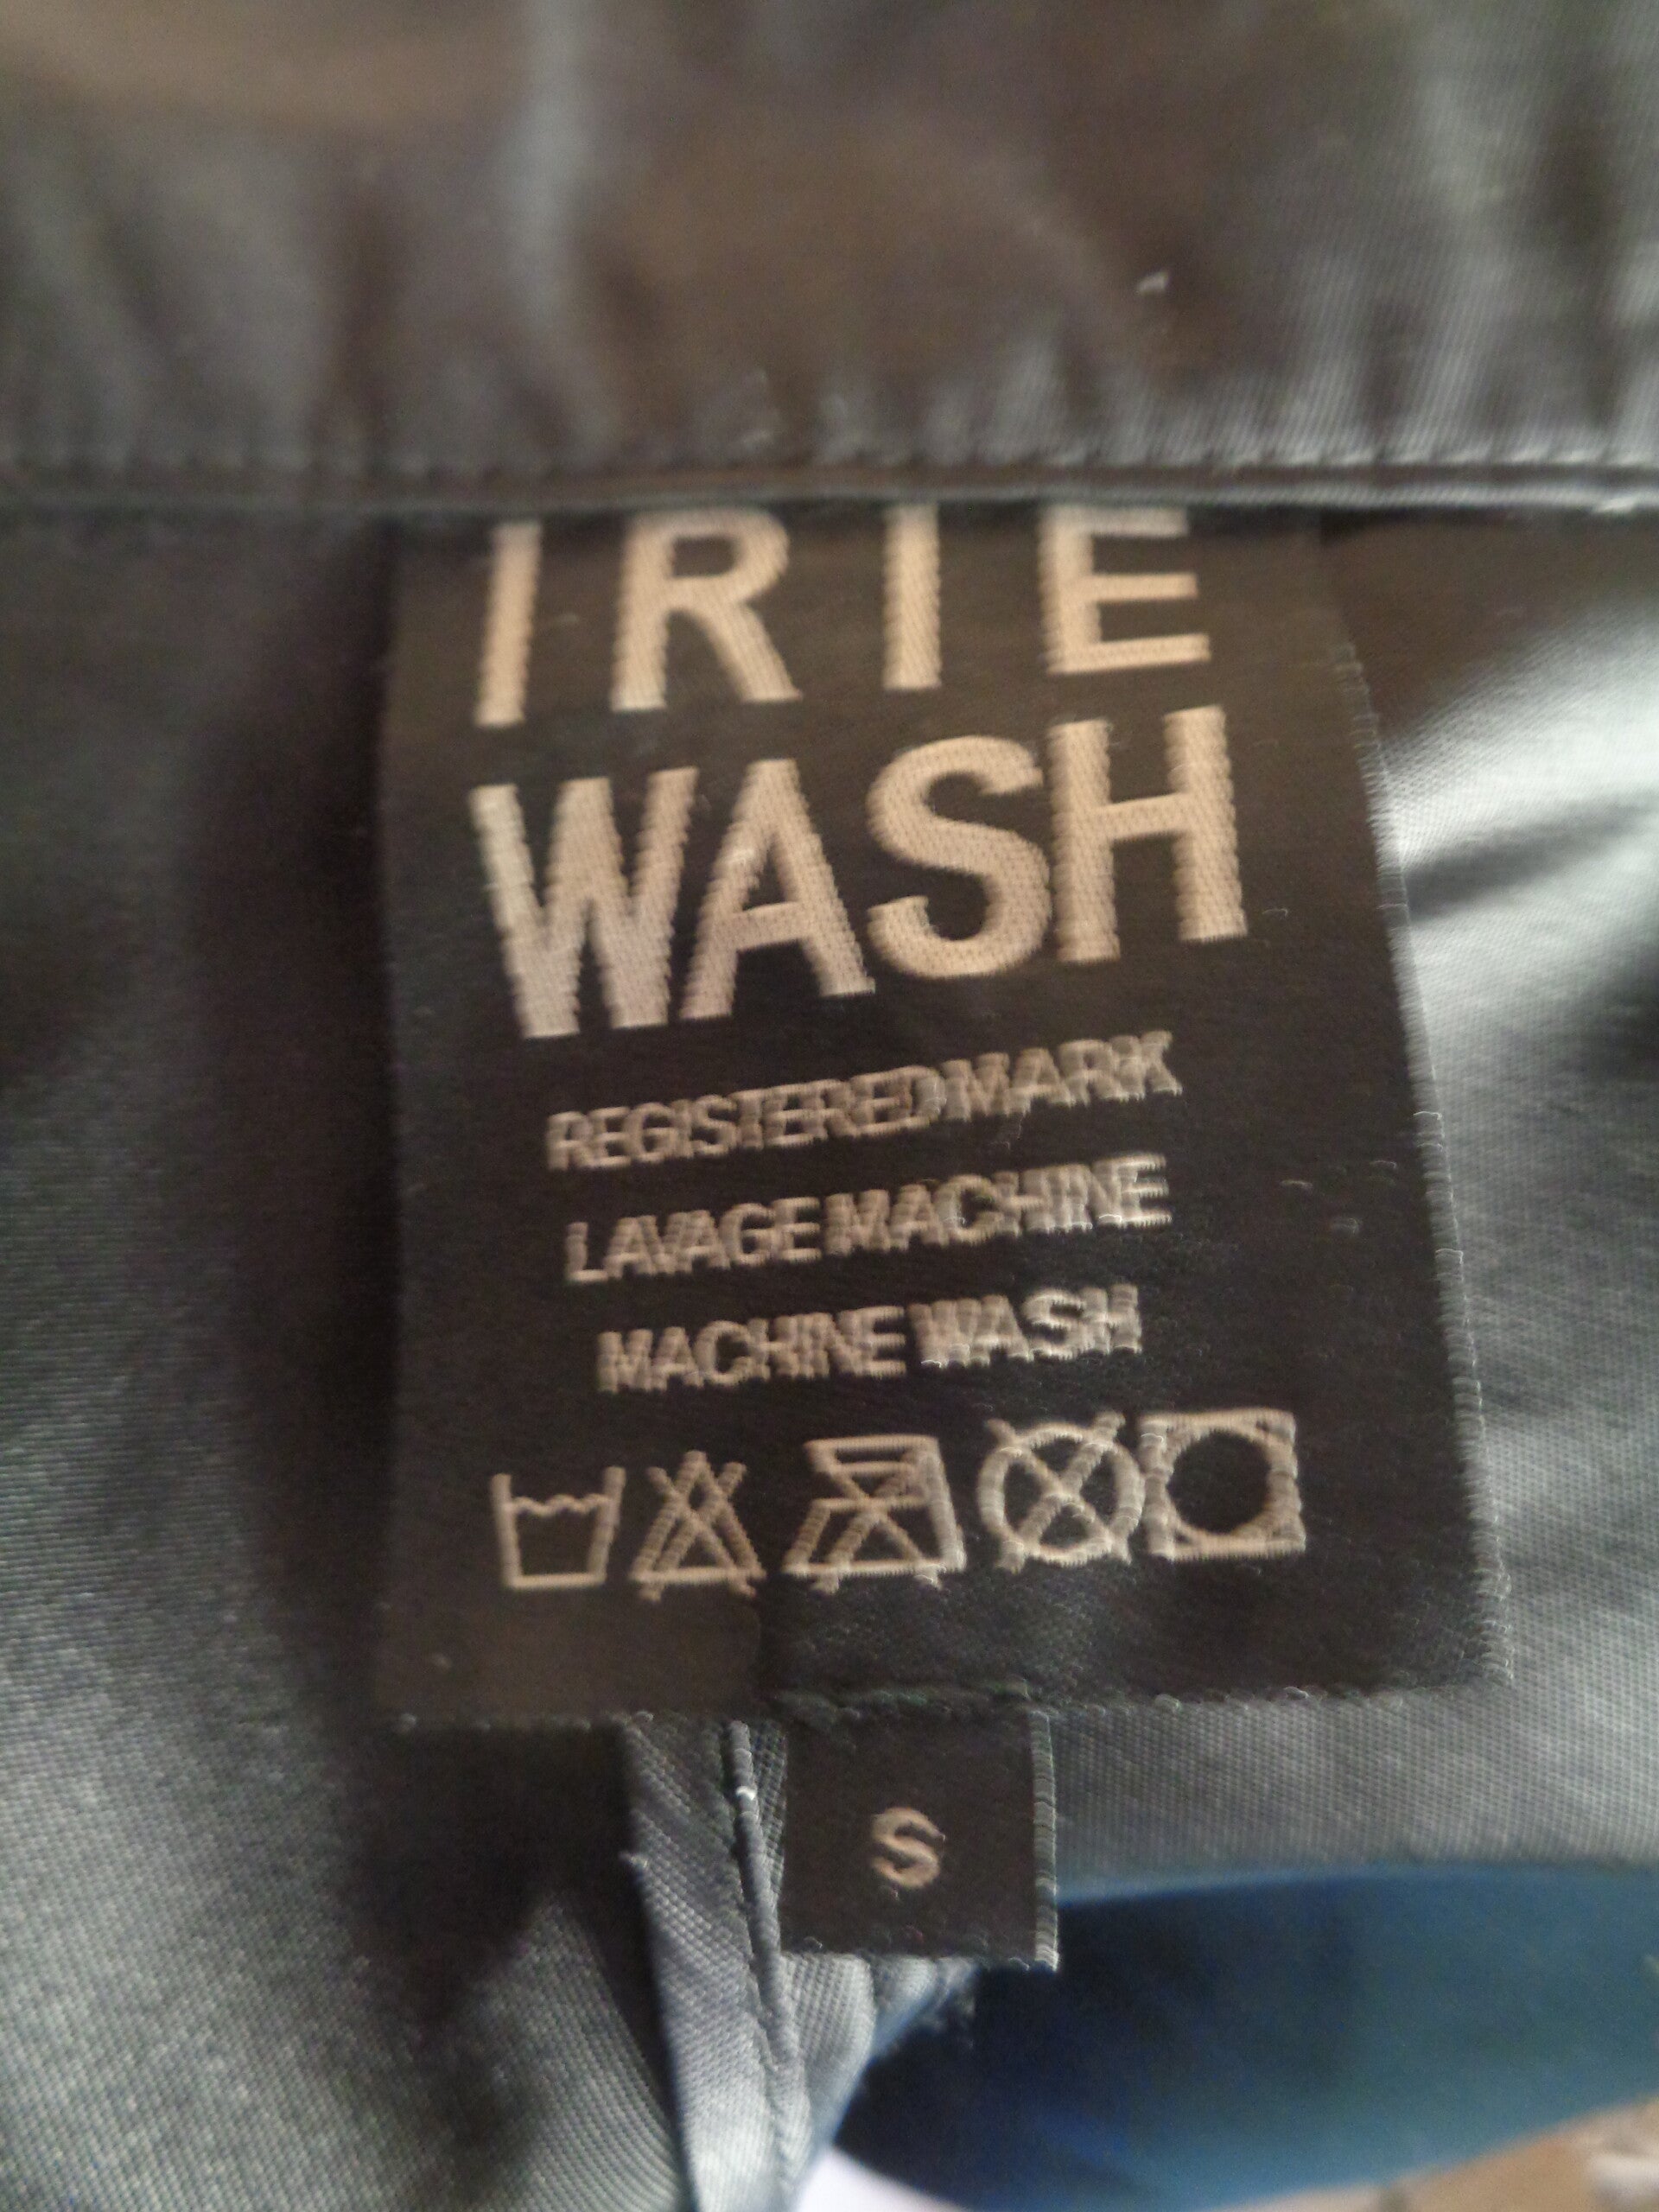 IRIE
WASH
REGISTERED MARK
LAVAGE MACHINE
MACHINE WASH
S